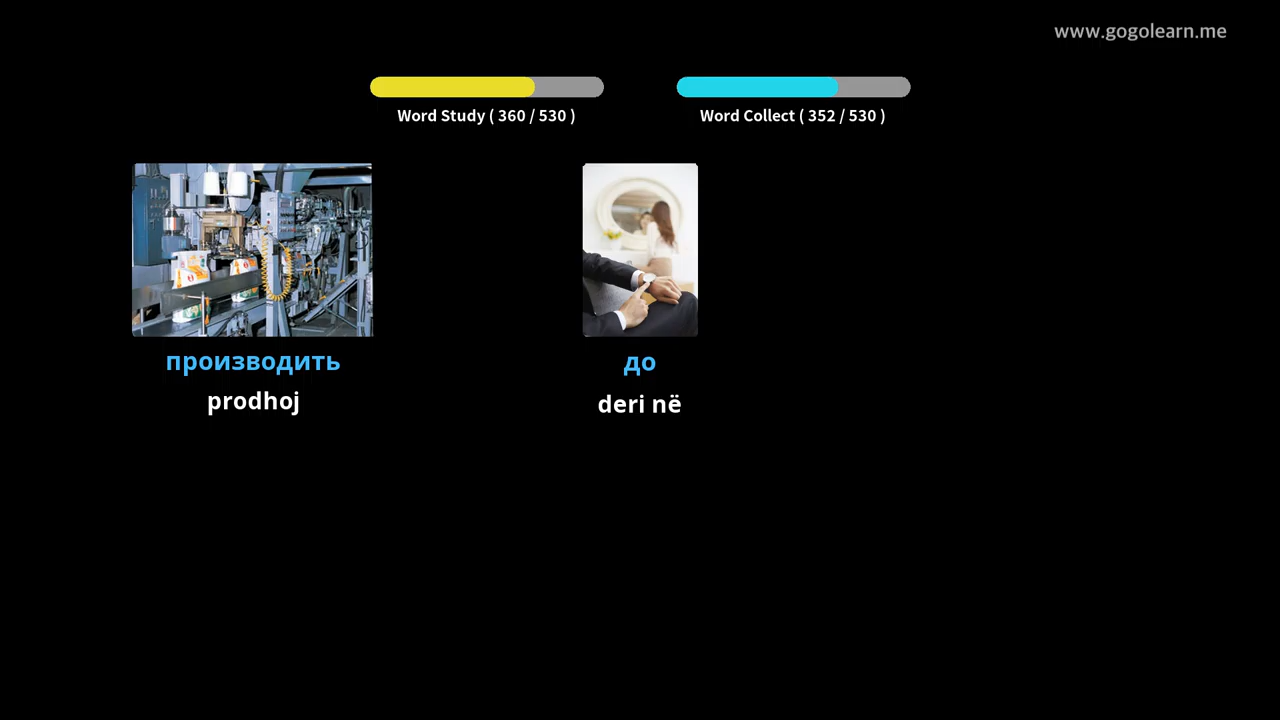 www.gogolearn.me
Word Study ( 360 / 530 )
Word Collect ( 352 / 530 )
производить
prodhoj
до
deri në